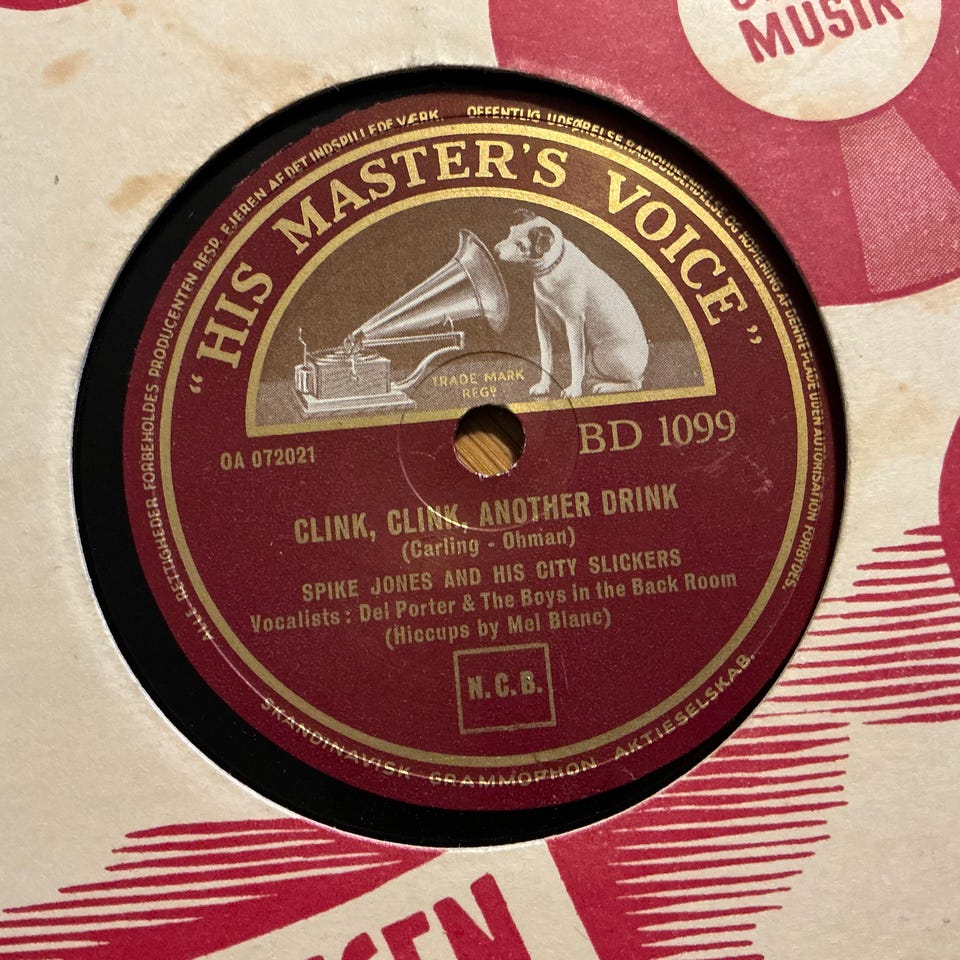 MUSIK
ALLE RETTIGHEDER FORBEHOLDES PRODUCENTEN RESP. EJEREN AF DET INDSPILLEDE VÆRK. OFFENTLIG UDFØRELSE, RADIOUDSENDELSE OG KOPIERING AF DENNE PLADE UDEN AUTORISATION FORBYDES.
“HIS MASTER'S VOICE”
TRADE MARK
REGD
OA 072021
BD 1099
CLINK, CLINK, ANOTHER DRINK
(Carling - Ohman)
SPIKE JONES AND HIS CITY SLICKERS
Vocalists: Del Porter & The Boys in the Back Room
(Hiccups by Mel Blanc)
N.C.B.
SKANDINAVISK GRAMMOPHON AKTIESELSKAB.